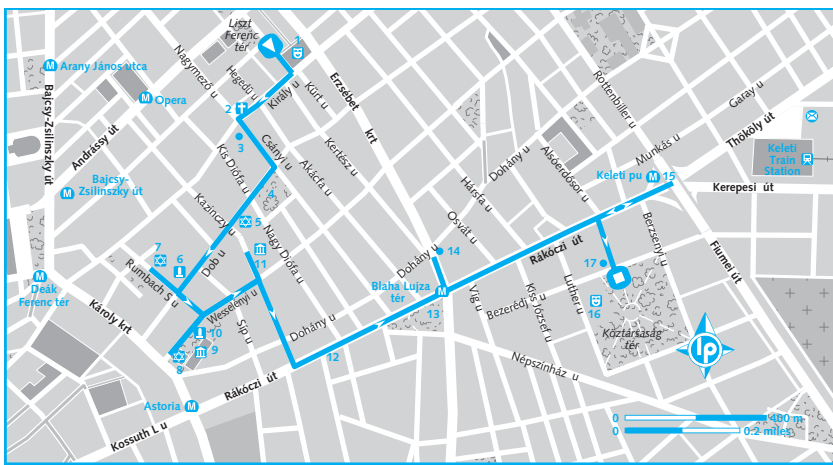 Liszt
Ferenc
tér
1
Nagymező u
Hegedű u
Király u
Kürt u
Erzsébet krt
Rottenbiller u
Garay u
Arany János utca
Opera
2
3
Bajcsy-Zsilinszky út
Andrássy út
Csányi u
Kis Diófa u
Akácfa u
Kertész u
Dohány u
Alsoerdősor u
Munkás u
Thököly út
Keleti
Train
Station
Bajcsy-
Zsilinszky út
Keleti pu
15
Kerepesi út
4
Hársfa u
Kazinczy u
5
Nagy Diófa u
Osvát u
Berzsenyi u
7
6
Dob u
11
Dohány u
14
Rákóczi út
Fiumei út
17
Rumbach S u
Deák
Ferenc tér
Blaha Lujza
tér
13
Víg u
Bezerédj u
Kiss József u
Luther u
16
Károly krt
Wesselényi u
10
9
8
Síp u
Dohány u
12
Köztársaság
tér
Népszínház u
lp
Astoria
Rákóczi út
Kossuth L u
0 400 m
0 0.2 miles